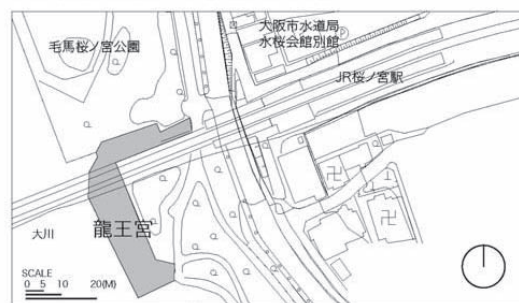 毛馬桜ノ宮公園
大阪市水道局
水桜会館別館
JR桜ノ宮駅
龍王宮
大川
SCALE
0 5 10 20(M)